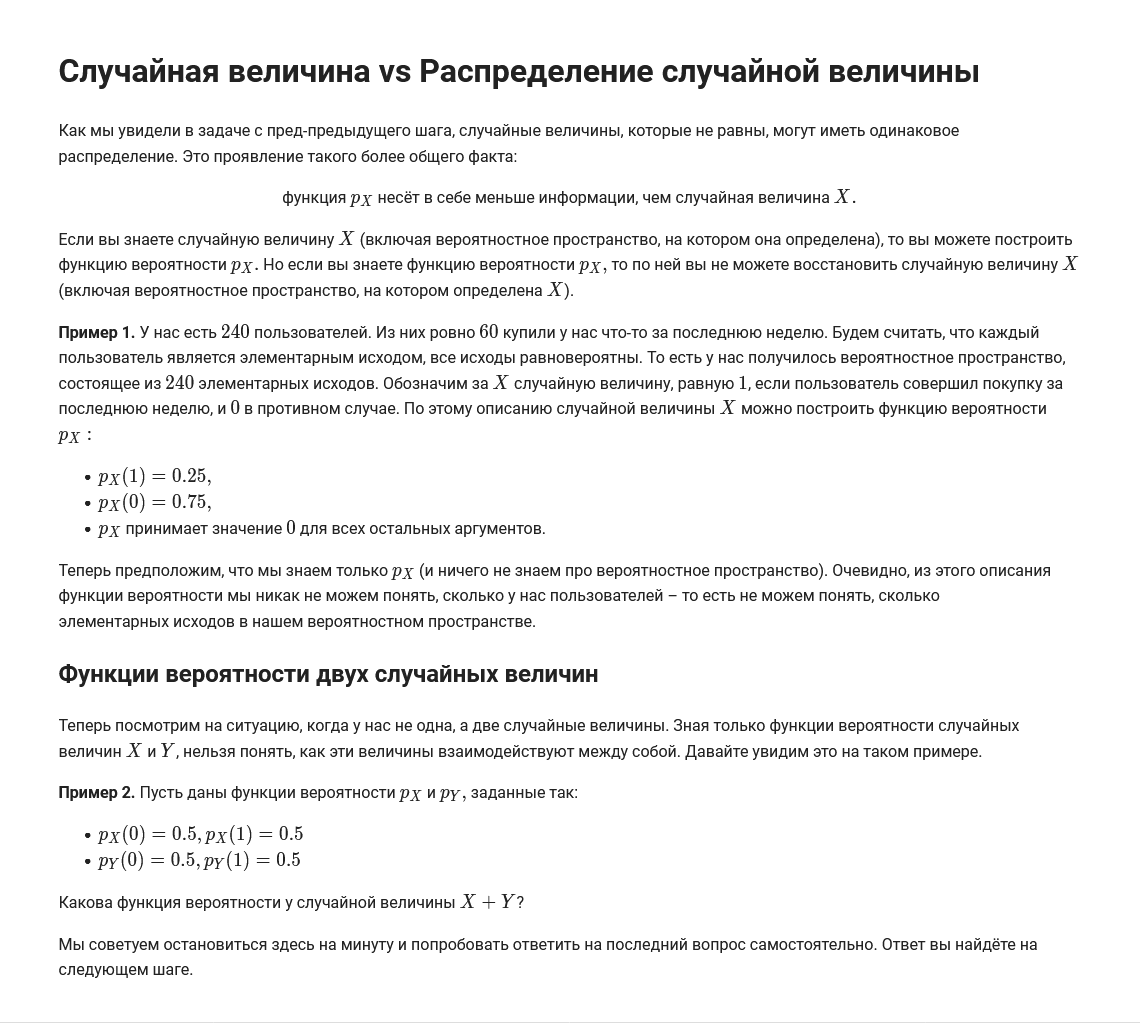 Случайная величина vs Распределение случайной величины
Как мы увидели в задаче с пред-предыдущего шага, случайные величины, которые не равны, могут иметь одинаковое
распределение. Это проявление такого более общего факта:
функция p_X несёт в себе меньше информации, чем случайная величина X.
Если вы знаете случайную величину X (включая вероятностное пространство, на котором она определена), то вы можете построить
функцию вероятности p_X. Но если вы знаете функцию вероятности p_X, то по ней вы не можете восстановить случайную величину X
(включая вероятностное пространство, на котором определена X).
Пример 1. У нас есть 240 пользователей. Из них ровно 60 купили у нас что-то за последнюю неделю. Будем считать, что каждый
пользователь является элементарным исходом, все исходы равновероятны. То есть у нас получилось вероятностное пространство,
состоящее из 240 элементарных исходов. Обозначим за X случайную величину, равную 1, если пользователь совершил покупку за
последнюю неделю, и 0 в противном случае. По этому описанию случайной величины X можно построить функцию вероятности
p_X :
• p_X(1) = 0.25,
• p_X(0) = 0.75,
• p_X принимает значение 0 для всех остальных аргументов.
Теперь предположим, что мы знаем только p_X (и ничего не знаем про вероятностное пространство). Очевидно, из этого описания
функции вероятности мы никак не можем понять, сколько у нас пользователей – то есть не можем понять, сколько
элементарных исходов в нашем вероятностном пространстве.
Функции вероятности двух случайных величин
Теперь посмотрим на ситуацию, когда у нас не одна, а две случайные величины. Зная только функции вероятности случайных
величин X и Y, нельзя понять, как эти величины взаимодействуют между собой. Давайте увидим это на таком примере.
Пример 2. Пусть даны функции вероятности p_X и p_Y, заданные так:
• p_X(0) = 0.5, p_X(1) = 0.5
• p_Y(0) = 0.5, p_Y(1) = 0.5
Какова функция вероятности у случайной величины X + Y?
Мы советуем остановиться здесь на минуту и попробовать ответить на последний вопрос самостоятельно. Ответ вы найдёте на
следующем шаге.